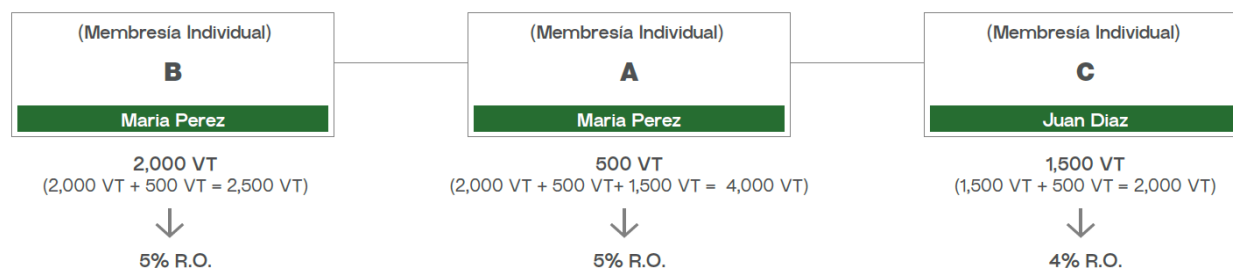 (Membresía Individual)
B
Maria Perez
2,000 VT
(2,000 VT + 500 VT = 2,500 VT)
5% R.O.
(Membresía Individual)
A
Maria Perez
500 VT
(2,000 VT + 500 VT+ 1,500 VT =  4,000 VT)
5% R.O.
(Membresía Individual)
C
Juan Diaz
1,500 VT
(1,500 VT + 500 VT = 2,000 VT)
4% R.O.